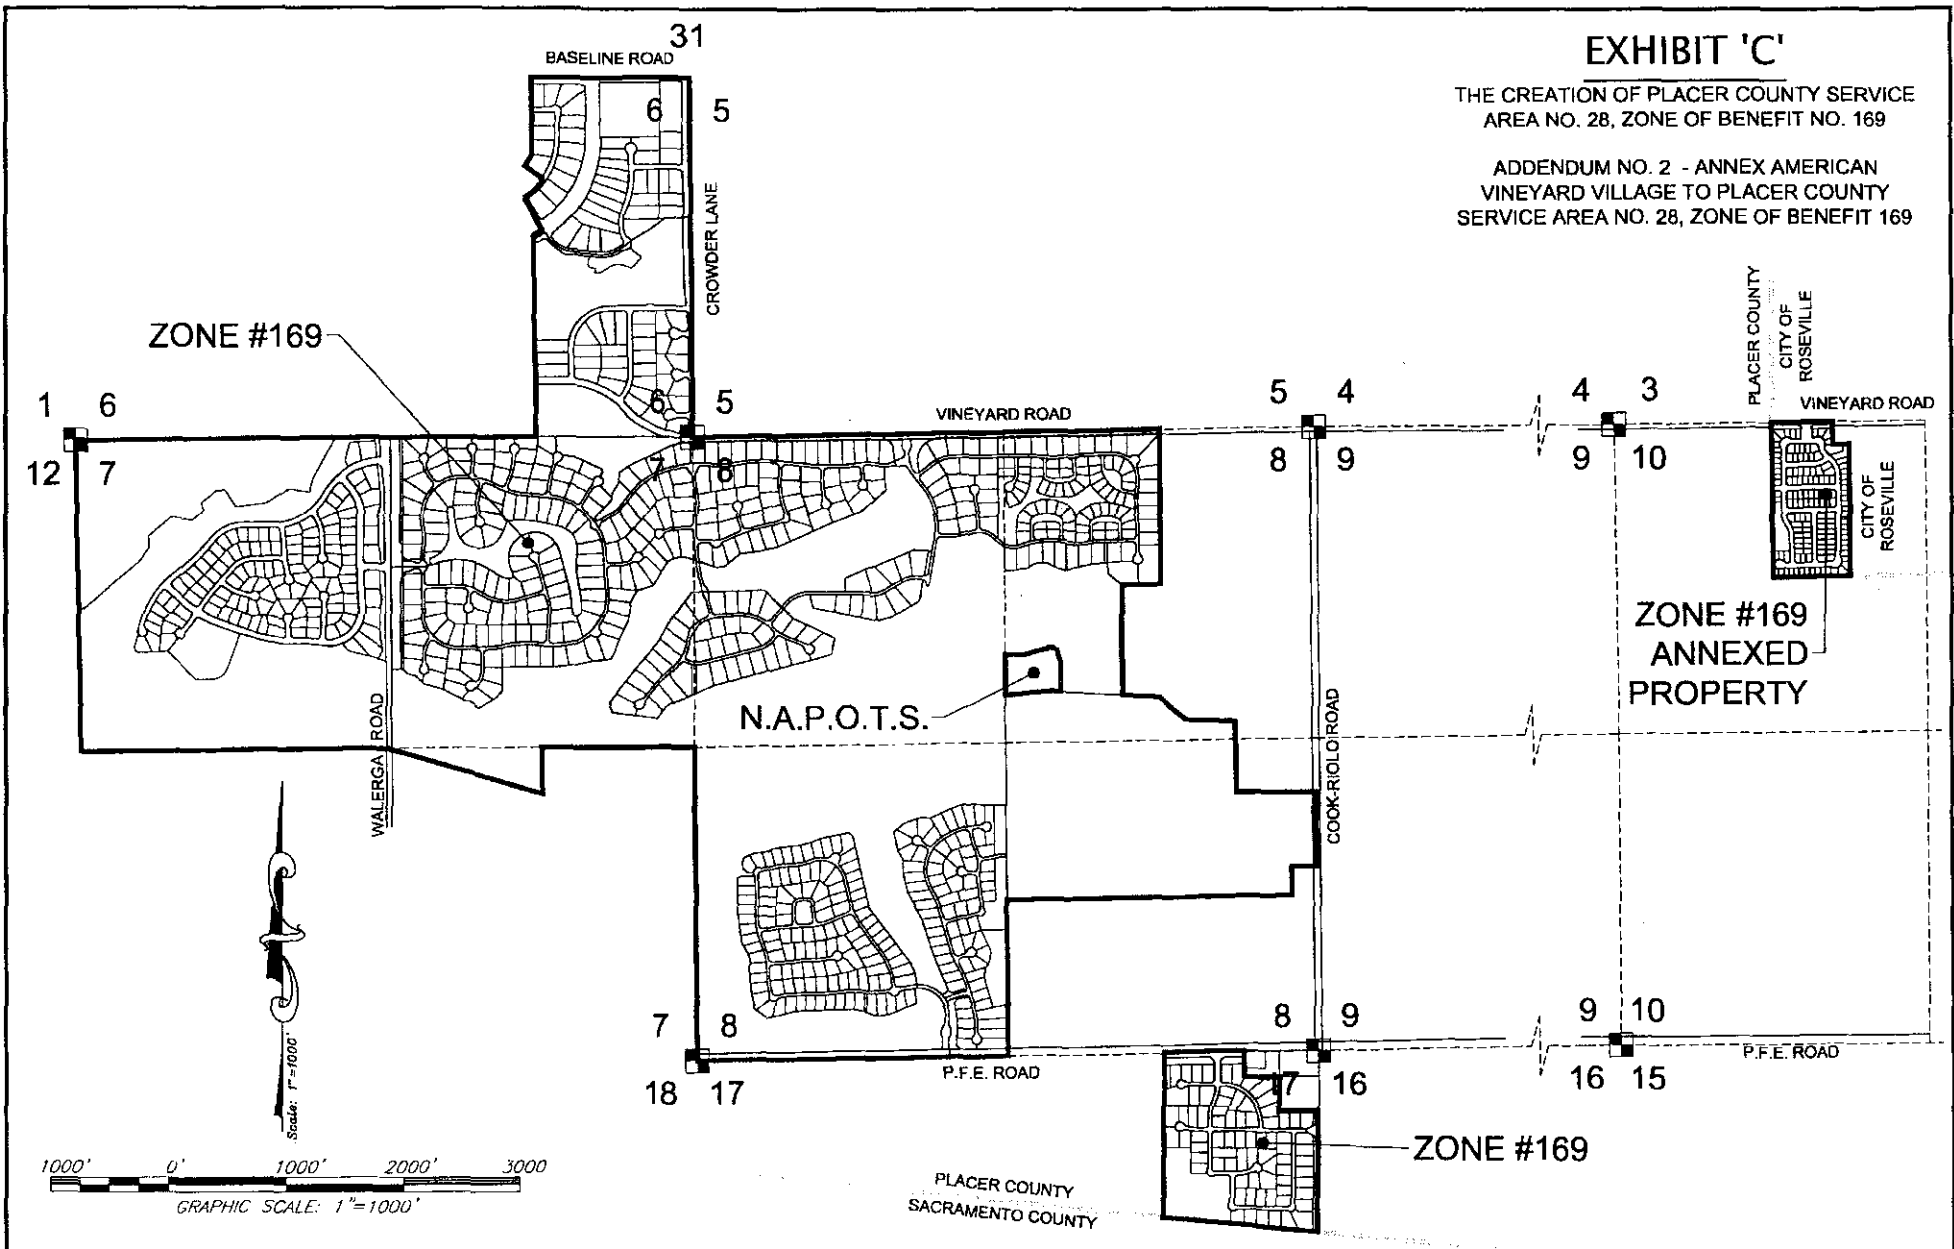 31
BASELINE ROAD
EXHIBIT 'C'
THE CREATION OF PLACER COUNTY SERVICE
AREA NO. 28, ZONE OF BENEFIT NO. 169
ADDENDUM NO. 2 - ANNEX AMERICAN
VINEYARD VILLAGE TO PLACER COUNTY
SERVICE AREA NO. 28, ZONE OF BENEFIT 169
6 5
CROWDER LANE
ZONE #169
PLACER COUNTY
CITY OF
ROSEVILLE
1 6
6 5
VINEYARD ROAD
5 4
4 3
VINEYARD ROAD
12 7
7 8
8 9
9 10
CITY OF
ROSEVILLE
ZONE #169
ANNEXED
PROPERTY
N.A.P.O.T.S.
WALERGA ROAD
COOK-RIOLO ROAD
7 8
8 9
9 10
P.F.E. ROAD
P.F.E. ROAD
18 17
17 16
16 15
Scale: 1"=1000'
ZONE #169
1000' 0' 1000' 2000' 3000
GRAPHIC SCALE: 1"=1000'
PLACER COUNTY
SACRAMENTO COUNTY